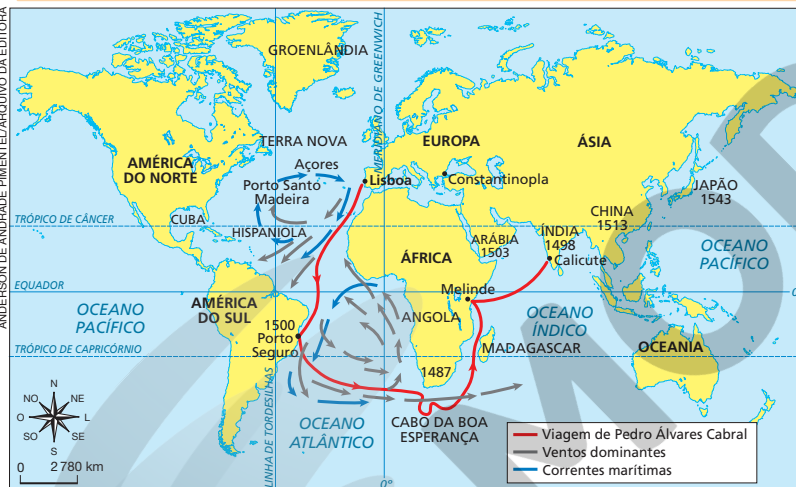 ANDERSON DE ANDRADE PIMENTEL/ARQUIVO DA EDITORA
GROENLÂNDIA
MERIDIANO DE GREENWICH
TERRA NOVA
EUROPA
ÁSIA
AMÉRICA
DO NORTE
Açores
Lisboa
Constantinopla
Porto Santo
Madeira
JAPÃO
1543
TRÓPICO DE CÂNCER
CUBA
CHINA
1513
HISPANIOLA
ARÁBIA
1503
ÍNDIA
1498
Calicute
OCEANO
PACÍFICO
ÁFRICA
EQUADOR
0°
Melinde
AMÉRICA
DO SUL
OCEANO
PACÍFICO
ANGOLA
OCEANO
ÍNDICO
1500
Porto
Seguro
MADAGASCAR
OCEANIA
TRÓPICO DE CAPRICÓRNIO
1487
LINHA DE TORDESILHAS
OCEANO
ATLÂNTICO
CABO DA BOA
ESPERANÇA
N
NO
NE
O
L
SO
SE
S
0
2 780 km
0°
Viagem de Pedro Álvares Cabral
Ventos dominantes
Correntes marítimas